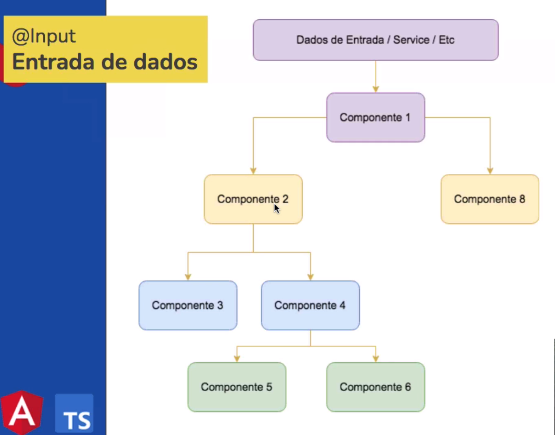 @Input
Entrada de dados
Dados de Entrada / Service / Etc
Componente 1
Componente 2
Componente 8
Componente 3
Componente 4
Componente 5
Componente 6
A
TS